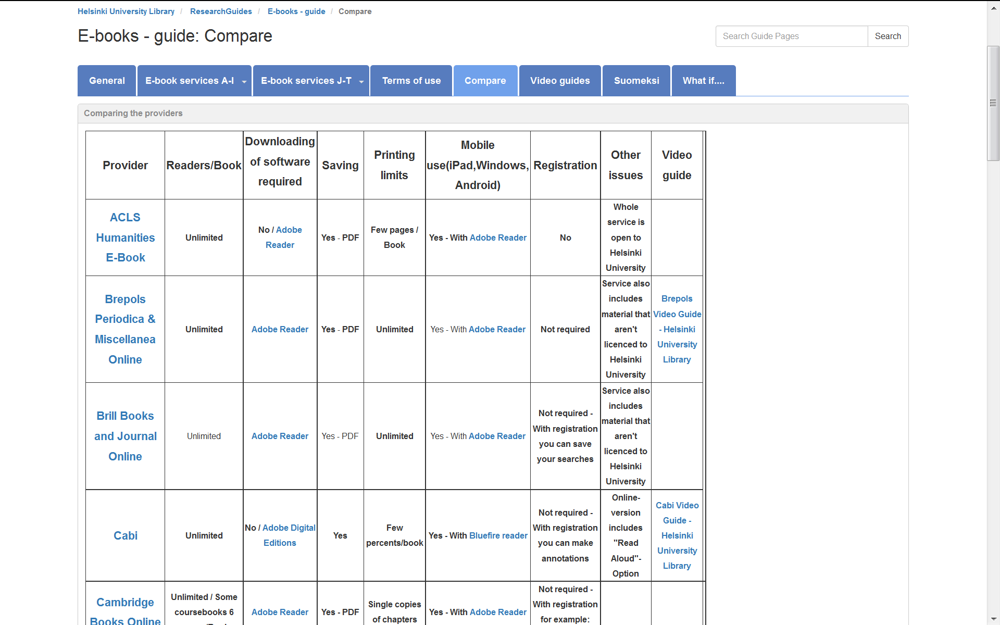 Helsinki University Library / ResearchGuides / E-books - guide / Compare
E-books - guide: Compare
Search Guide Pages
Search
General
E-book services A-I
E-book services J-T
Terms of use
Compare
Video guides
Suomeksi
What if....
Comparing the providers
Provider
Readers/Book
Downloading
of software
required
Saving
Printing
limits
Mobile
use(iPad,Windows,
Android)
Registration
Other
issues
Video
guide
ACLS
Humanities
E-Book
Unlimited
No / Adobe
Reader
Yes - PDF
Few pages /
Book
Yes - With Adobe Reader
No
Whole
service is
open to
Helsinki
University
Brepols
Periodica &
Miscellanea
Online
Unlimited
Adobe Reader
Yes - PDF
Unlimited
Yes - With Adobe Reader
Not required
Service also
includes
material that
aren't
licenced to
Helsinki
University
Brepols
Video Guide
- Helsinki
University
Library
Brill Books
and Journal
Online
Unlimited
Adobe Reader
Yes - PDF
Unlimited
Yes - With Adobe Reader
Not required -
With registration
you can save
your searches
Service also
includes
material that
aren't
licenced to
Helsinki
University
Cabi
Unlimited
No / Adobe Digital
Editions
Yes
Few
percents/book
Yes - With Bluefire reader
Not required -
With registration
you can make
annotations
Online-
version
includes
"Read
Aloud"-
Option
Cabi Video
Guide -
Helsinki
University
Library
Cambridge
Books Online
Unlimited / Some
coursebooks 6
Adobe Reader
Yes - PDF
Single copies
of chapters
Yes - With Adobe Reader
Not required -
With registration
for example: